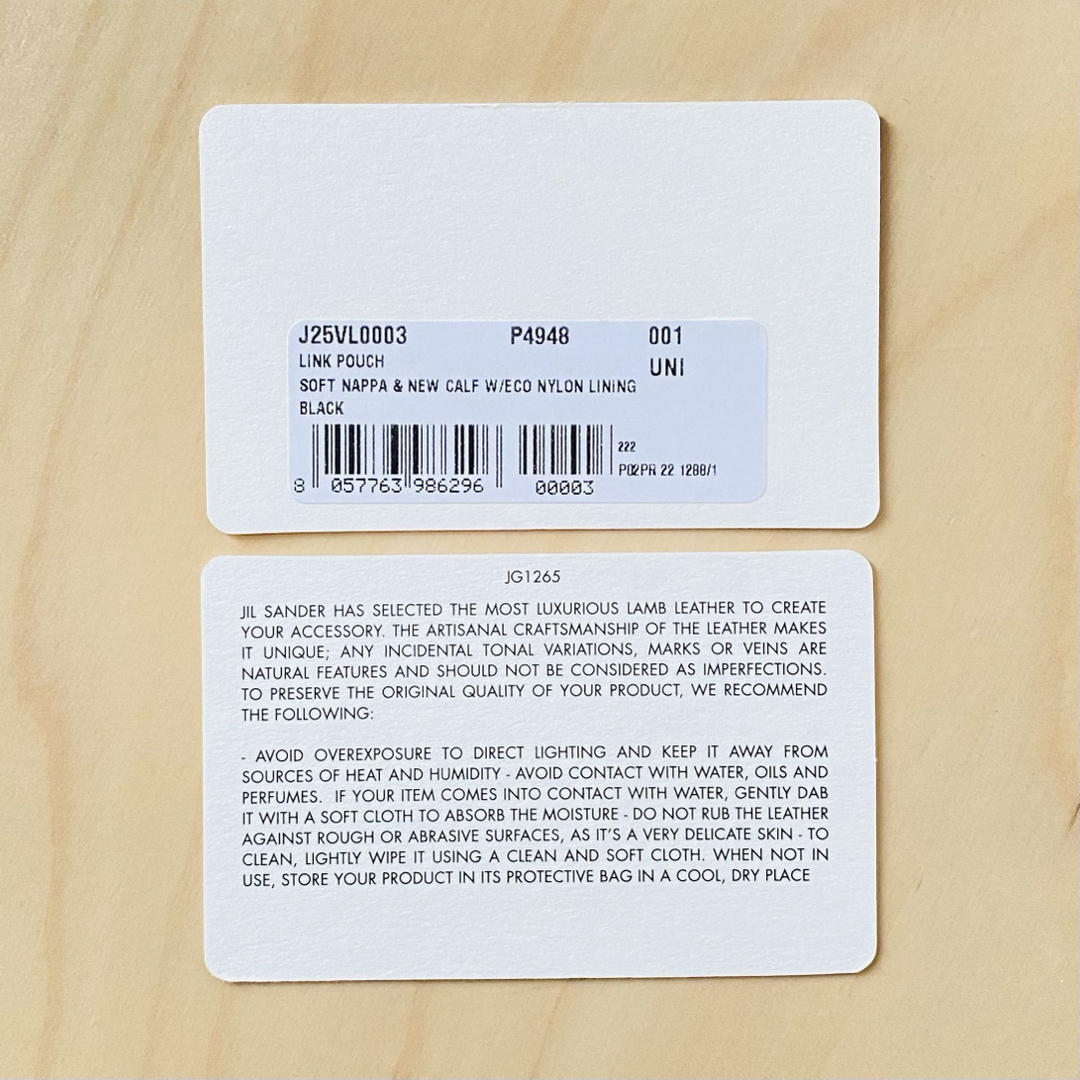 J25VL0003 P4948 001
LINK POUCH UNI
SOFT NAPPA & NEW CALF W/ECO NYLON LINING
BLACK
222
P02PR 22 1288/1
8 057763 986296 00003
JG1265
JIL SANDER HAS SELECTED THE MOST LUXURIOUS LAMB LEATHER TO CREATE
YOUR ACCESSORY. THE ARTISANAL CRAFTSMANSHIP OF THE LEATHER MAKES
IT UNIQUE; ANY INCIDENTAL TONAL VARIATIONS, MARKS OR VEINS ARE
NATURAL FEATURES AND SHOULD NOT BE CONSIDERED AS IMPERFECTIONS.
TO PRESERVE THE ORIGINAL QUALITY OF YOUR PRODUCT, WE RECOMMEND
THE FOLLOWING:
- AVOID OVEREXPOSURE TO DIRECT LIGHTING AND KEEP IT AWAY FROM
SOURCES OF HEAT AND HUMIDITY - AVOID CONTACT WITH WATER, OILS AND
PERFUMES. IF YOUR ITEM COMES INTO CONTACT WITH WATER, GENTLY DAB
IT WITH A SOFT CLOTH TO ABSORB THE MOISTURE - DO NOT RUB THE LEATHER
AGAINST ROUGH OR ABRASIVE SURFACES, AS IT'S A VERY DELICATE SKIN - TO
CLEAN, LIGHTLY WIPE IT USING A CLEAN AND SOFT CLOTH. WHEN NOT IN
USE, STORE YOUR PRODUCT IN ITS PROTECTIVE BAG IN A COOL, DRY PLACE